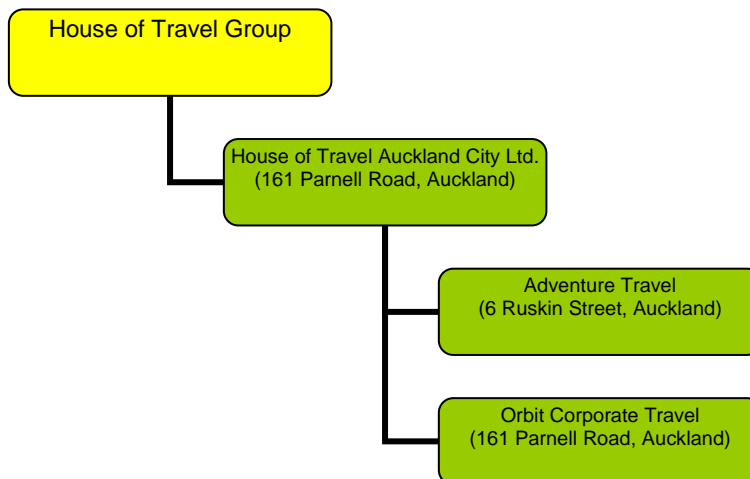 House of Travel Group
House of Travel Auckland City Ltd.
(161 Parnell Road, Auckland)
Adventure Travel
(6 Ruskin Street, Auckland)
Orbit Corporate Travel
(161 Parnell Road, Auckland)